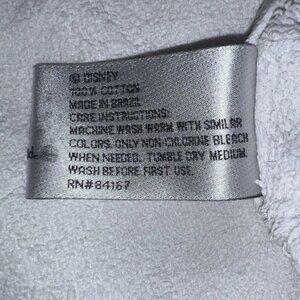 © DISNEY
100% COTTON
MADE IN BRAZIL
CARE INSTRUCTIONS:
MACHINE WASH WARM WITH SIMILAR
COLORS. ONLY NON-CHLORINE BLEACH
WHEN NEEDED. TUMBLE DRY MEDIUM.
WASH BEFORE FIRST USE.
RN#84167